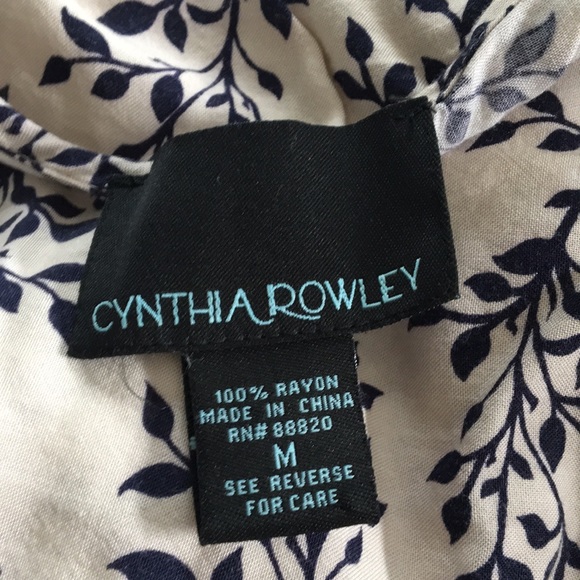 CYNTHIA ROWLEY
100% RAYON
MADE IN CHINA
RN# 88820
M
SEE REVERSE
FOR CARE